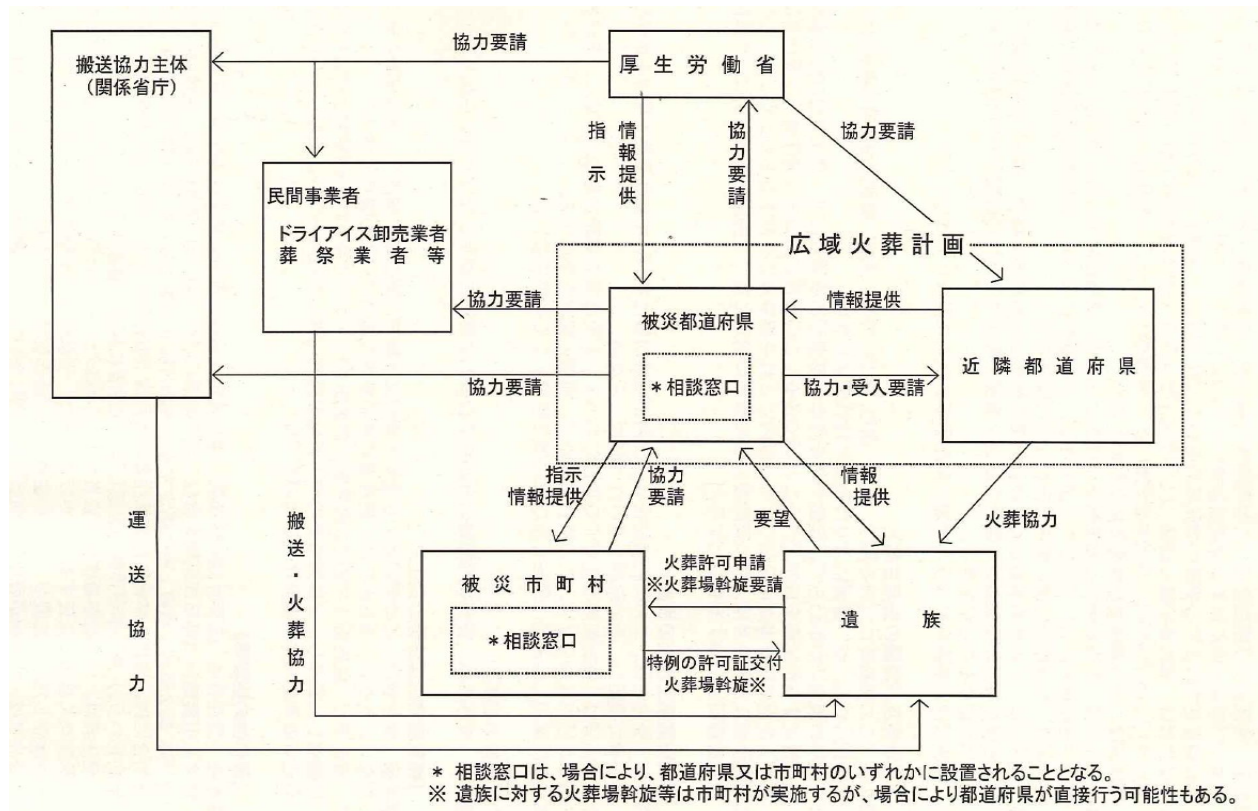 協力要請
厚生労働省
搬送協力主体
(関係省庁)
指示
情報提供
協力要請
協力要請
民間事業者
ドライアイス卸売業者
葬祭業者等
広域火葬計画
協力要請
被災都道府県
情報提供
近隣都道府県
協力要請
*相談窓口
協力・受入要請
指示
情報提供
協力
要請
情報
提供
要望
火葬協力
運送協力
搬送・火葬協力
被災市町村
*相談窓口
火葬許可申請
※火葬場斡旋要請
特例の許可証交付
火葬場斡旋※
遺族
* 相談窓口は、場合により、都道府県又は市町村のいずれかに設置されることとなる。
※ 遺族に対する火葬場斡旋等は市町村が実施するが、場合により都道府県が直接行う可能性もある。